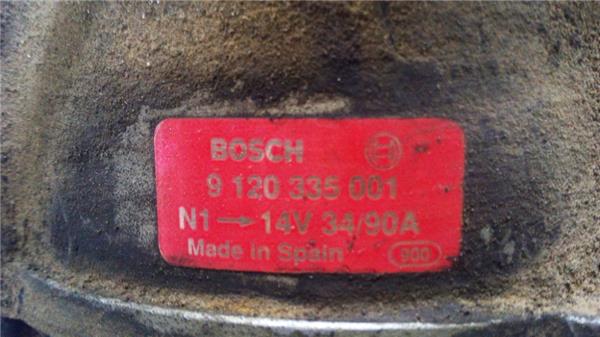 BOSCH
9 120 335 001
N1 → 14V 34/90A
Made in Spain 900